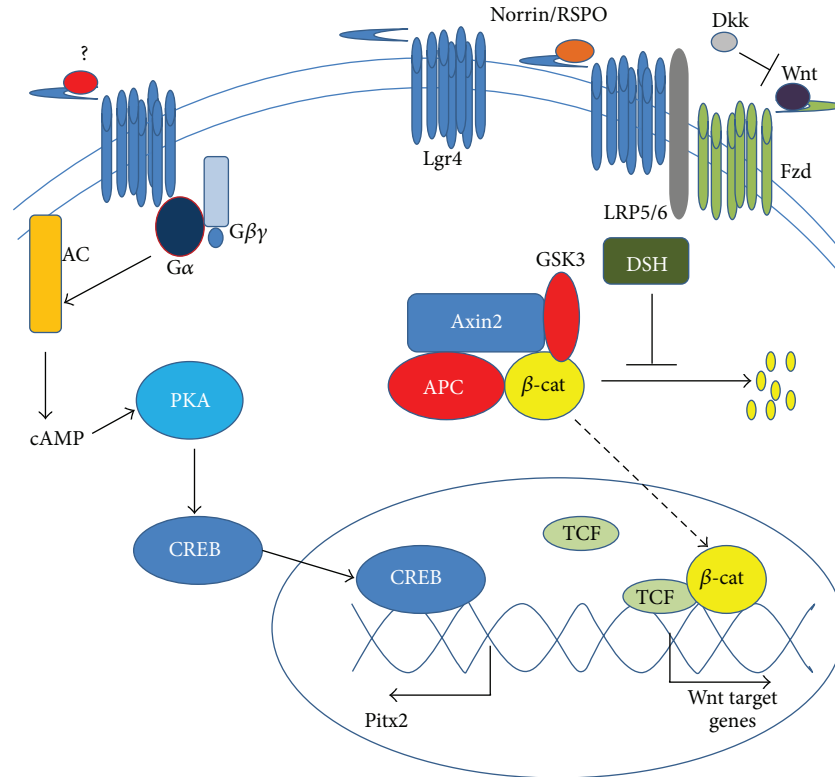 Norrin/RSPO
Dkk
?
Wnt
Lgr4
Fzd
LRP5/6
Gβγ
AC
Gα
GSK3
DSH
Axin2
PKA
APC
β-cat
cAMP
CREB
TCF
CREB
β-cat
TCF
Pitx2
Wnt target
genes